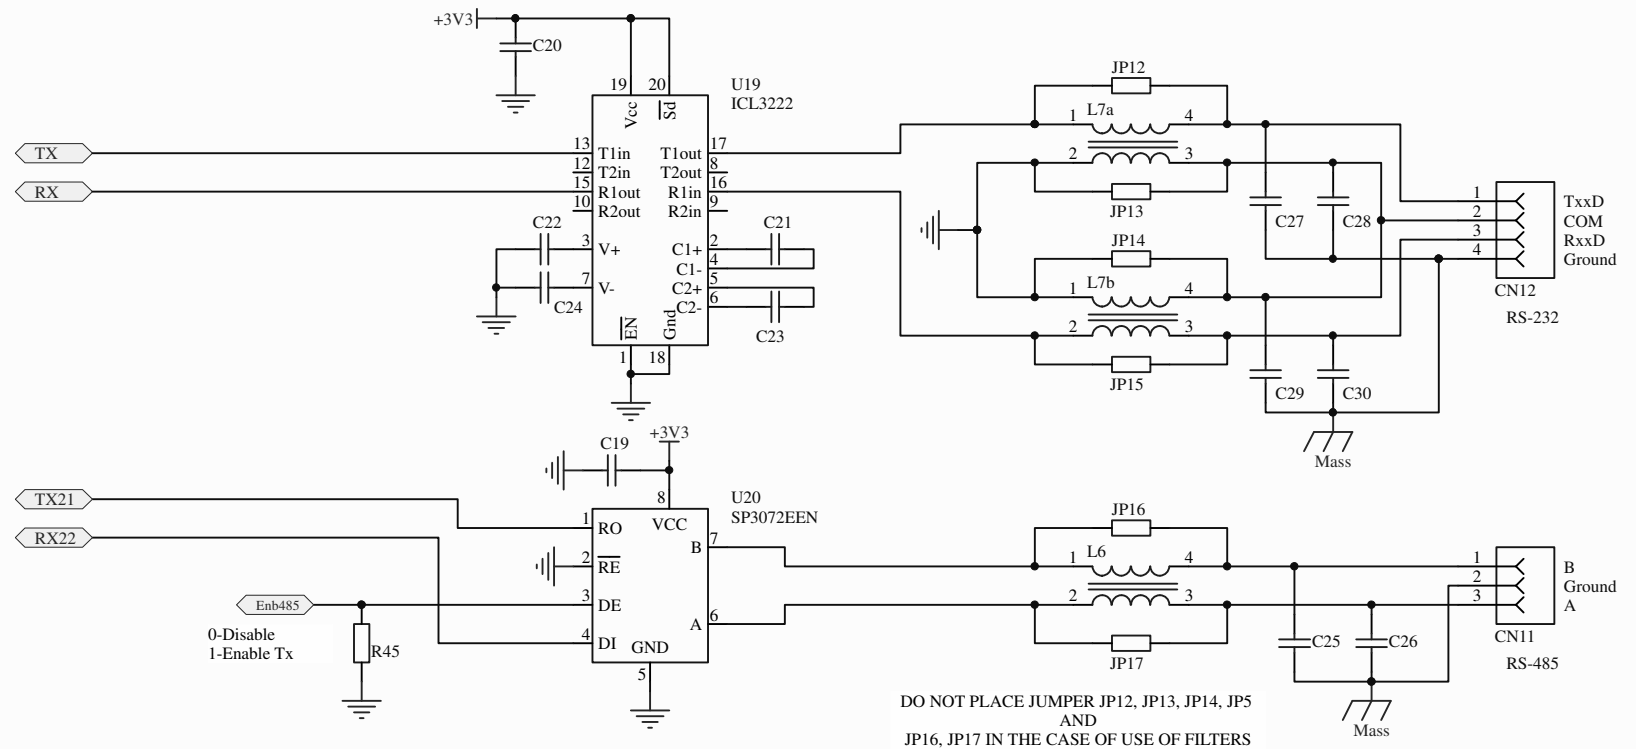 +3V3
C20
19
20
U19
ICL3222
Vcc
Sd
TX
13
T1in
T1out
17
12
T2in
T2out
8
RX
15
R1out
R1in
16
10
R2out
R2in
9
C22
3
V+
C1+
2
C21
C1-
4
7
V-
C2+
5
C24
C2-
6
C23
EN
Gnd
1
18
JP12
L7a
1
4
2
3
JP13
JP14
L7b
1
4
2
3
JP15
C27
C28
C29
C30
Mass
1
TxxD
2
COM
3
RxxD
4
Ground
CN12
RS-232
+3V3
C19
8
U20
SP3072EEN
VCC
TX21
1
RO
RX22
B
7
2
RE
Enb485
3
DE
A
6
0-Disable
1-Enable Tx
R45
4
DI
GND
5
JP16
L6
1
4
2
3
JP17
C25
C26
Mass
1
B
2
Ground
3
A
CN11
RS-485
DO NOT PLACE JUMPER JP12, JP13, JP14, JP5
AND
JP16, JP17 IN THE CASE OF USE OF FILTERS